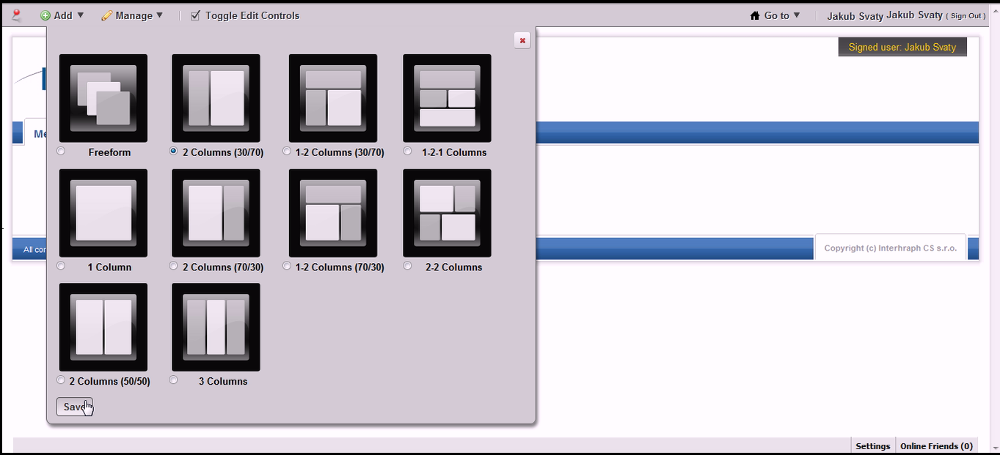 Add Manage Toggle Edit Controls Go to Jakub Svaty Jakub Svaty ( Sign Out )
Signed user: Jakub Svaty
Me
Freeform 2 Columns (30/70) 1-2 Columns (30/70) 1-2-1 Columns
All cor
Copyright (c) Interhraph CS s.r.o.
1 Column 2 Columns (70/30) 1-2 Columns (70/30) 2-2 Columns
2 Columns (50/50) 3 Columns
Save
Settings Online Friends (0)